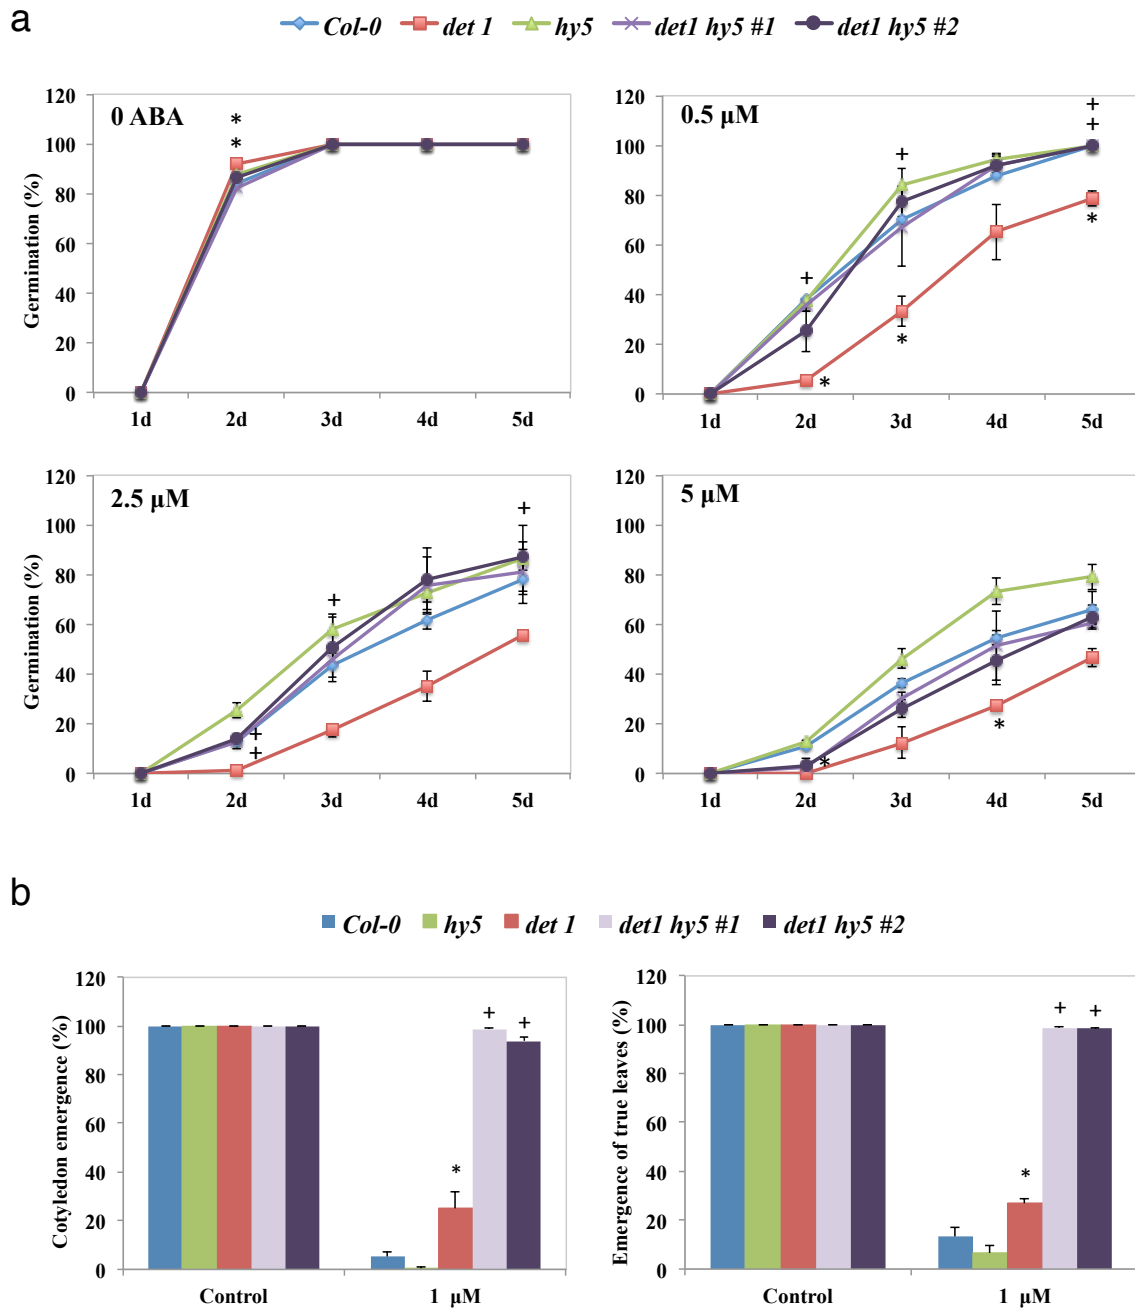 a
Col-0 det 1 hy5 det1 hy5 #1 det1 hy5 #2
0 ABA
Germination (%)
120
100
80
60
40
20
0
1d 2d 3d 4d 5d
*
*
0.5 µM
120
100
80
60
40
20
0
1d 2d 3d 4d 5d
+
+
+
+
*
*
*
2.5 µM
Germination (%)
120
100
80
60
40
20
0
1d 2d 3d 4d 5d
+
+
+
+
5 µM
120
100
80
60
40
20
0
1d 2d 3d 4d 5d
*
*
b
Col-0 hy5 det 1 det1 hy5 #1 det1 hy5 #2
Cotyledon emergence (%)
120
100
80
60
40
20
0
Control 1 µM
* + +
Emergence of true leaves (%)
120
100
80
60
40
20
0
Control 1 µM
* + +